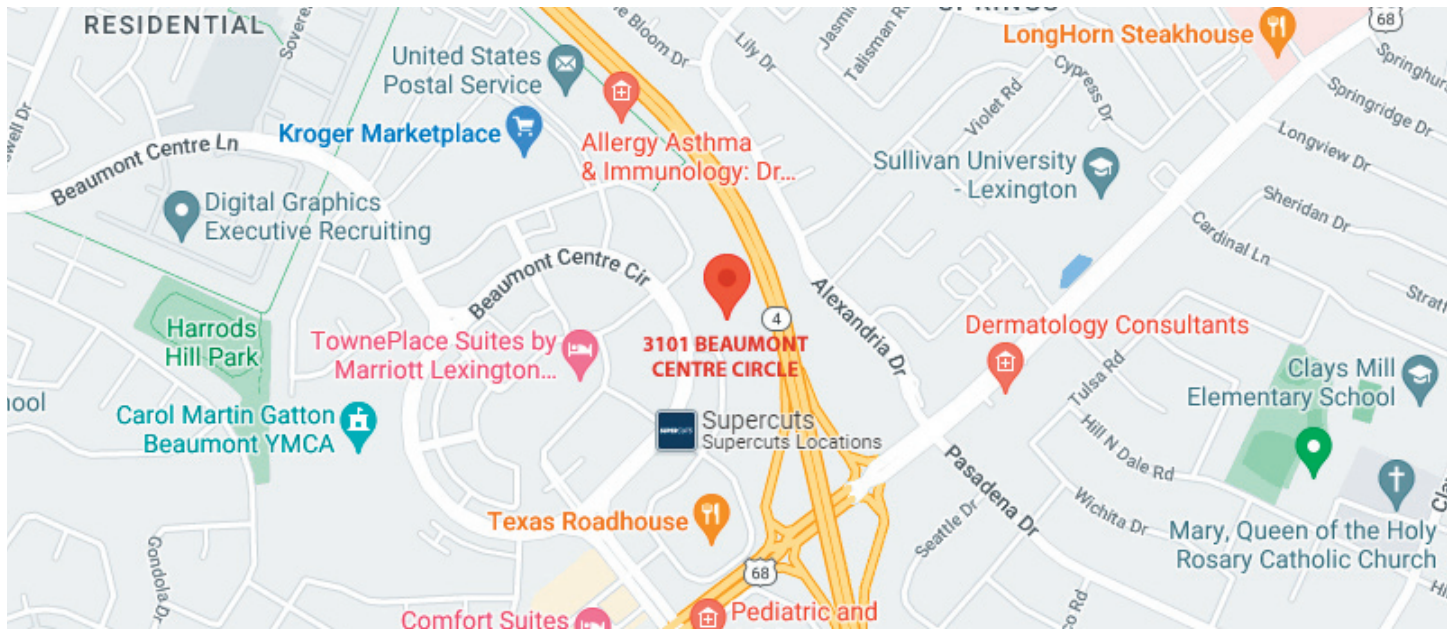 RESIDENTIAL
SPRINGS
68
LongHorn Steakhouse
United States
Postal Service
Lily Dr
Talisman Rd
Cypress Dr
Violet Rd
Springridge Dr
Longview Dr
Kroger Marketplace
Allergy Asthma
& Immunology: Dr...
Sullivan University
- Lexington
Beaumont Centre Ln
Digital Graphics
Executive Recruiting
Sheridan Dr
Cardinal Ln
Beaumont Centre Cir
Alexandria Dr
4
Harrods
Hill Park
TownePlace Suites by
Marriott Lexington...
3101 BEAUMONT
CENTRE CIRCLE
Dermatology Consultants
Tulsa Rd
Clays Mill
Elementary School
Carol Martin Gatton
Beaumont YMCA
SUPERCUTS
Supercuts
Supercuts Locations
Hill N Dale Rd
Pasadena Dr
Wichita Dr
Seattle Dr
Texas Roadhouse
Mary, Queen of the Holy
Rosary Catholic Church
Gondola Dr
68
Comfort Suites
Pediatric and